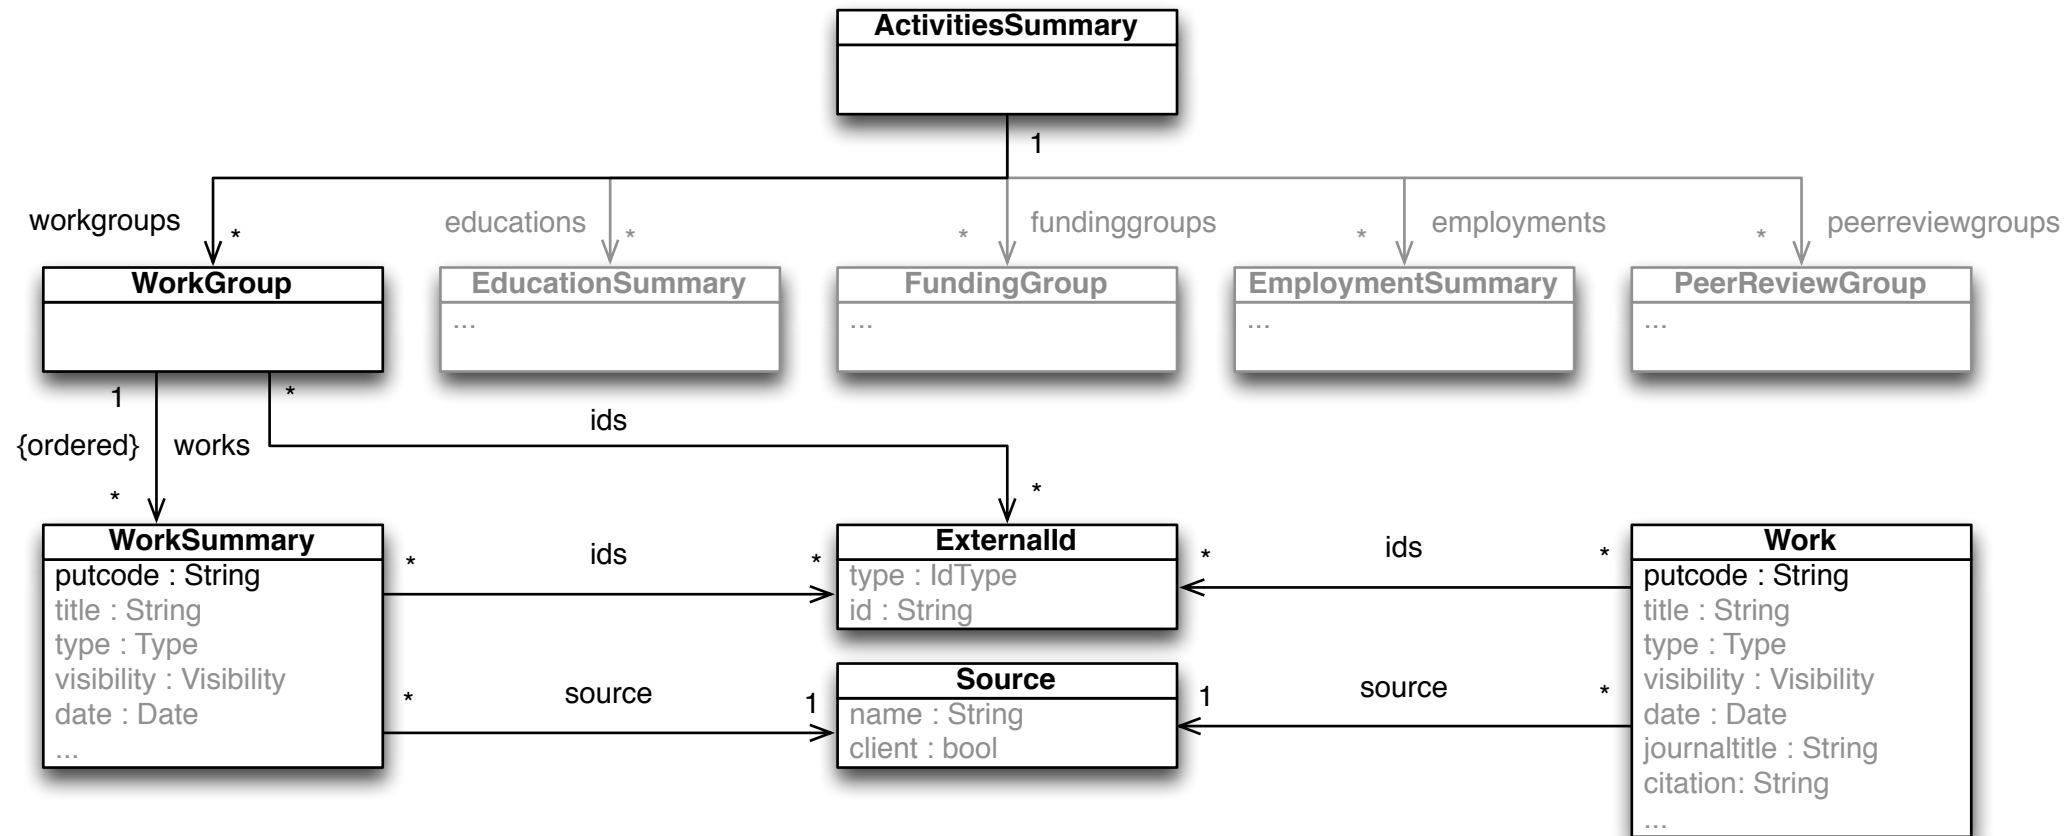 ActivitiesSummary
1
workgroups * educations * * fundinggroups * employments * peerreviewgroups
WorkGroup
EducationSummary
...
FundingGroup
...
EmploymentSummary
...
PeerReviewGroup
...
1 *
ids
{ordered} works
* *
WorkSummary
putcode : String
title : String
type : Type
visibility : Visibility
date : Date
...
* ids *
* source 1
ExternalId
type : IdType
id : String
Source
name : String
client : bool
* ids *
1 source *
Work
putcode : String
title : String
type : Type
visibility : Visibility
date : Date
journaltitle : String
citation: String
...